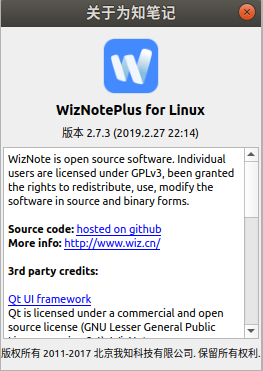 关于为知笔记
WizNotePlus for Linux
版本 2.7.3 (2019.2.27 22:14)
WizNote is open source software. Individual
users are licensed under GPLv3, been granted
the rights to redistribute, use, modify the
software in source and binary forms.
Source code: hosted on github
More info: http://www.wiz.cn/
3rd party credits:
Qt UI framework
Qt is licensed under a commercial and open
source license (GNU Lesser General Public
版权所有 2011-2017 北京我知科技有限公司. 保留所有权利.